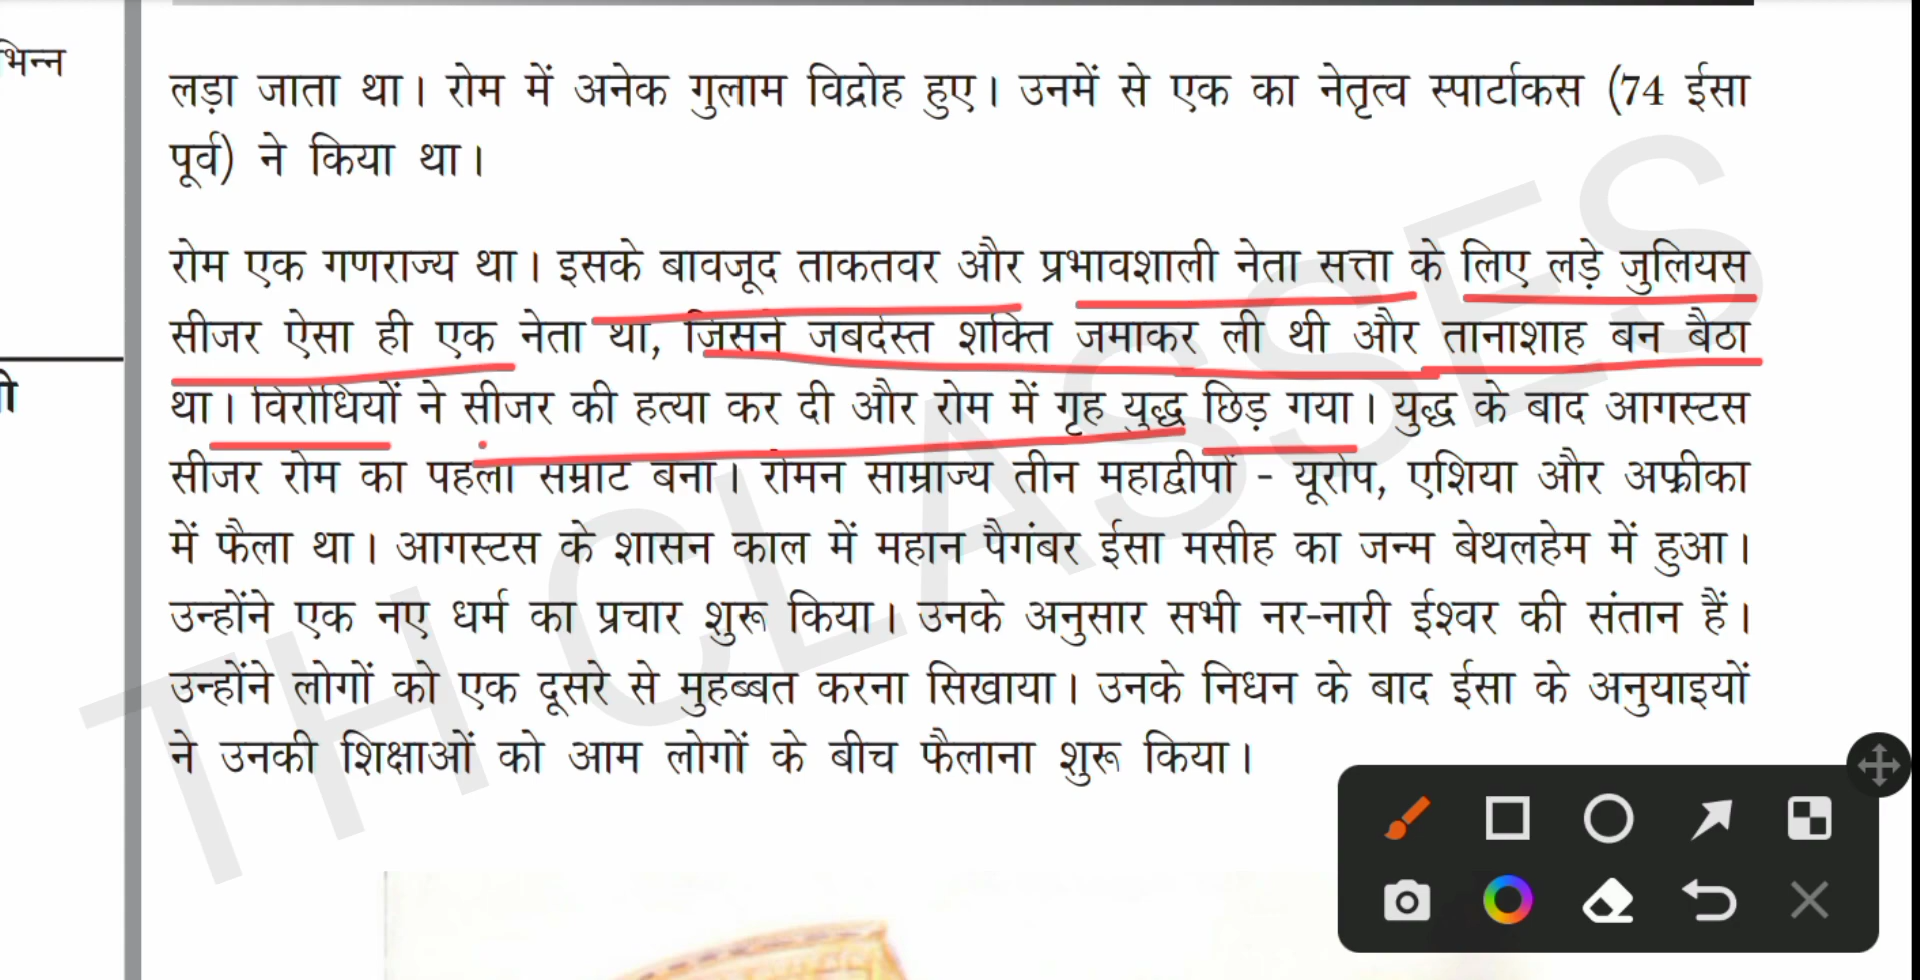 भिन्न
लड़ा जाता था। रोम में अनेक गुलाम विद्रोह हुए। उनमें से एक का नेतृत्व स्पार्टाकस (74 ईसा
पूर्व) ने किया था।
रोम एक गणराज्य था। इसके बावजूद ताकतवर और प्रभावशाली नेता सत्ता के लिए लड़े जुलियस
सीजर ऐसा ही एक नेता था, जिसने जबर्दस्त शक्ति जमाकर ली थी और तानाशाह बन बैठा
था। विरोधियों ने सीजर की हत्या कर दी और रोम में गृह युद्ध छिड़ गया। युद्ध के बाद आगस्टस
सीजर रोम का पहला सम्राट बना। रोमन साम्राज्य तीन महाद्वीपों - यूरोप, एशिया और अफ्रीका
में फैला था। आगस्टस के शासन काल में महान पैगंबर ईसा मसीह का जन्म बेथलहेम में हुआ।
उन्होंने एक नए धर्म का प्रचार शुरू किया। उनके अनुसार सभी नर-नारी ईश्वर की संतान हैं।
उन्होंने लोगों को एक दूसरे से मुहब्बत करना सिखाया। उनके निधन के बाद ईसा के अनुयाइयों
ने उनकी शिक्षाओं को आम लोगों के बीच फैलाना शुरू किया।
TH CLASSES